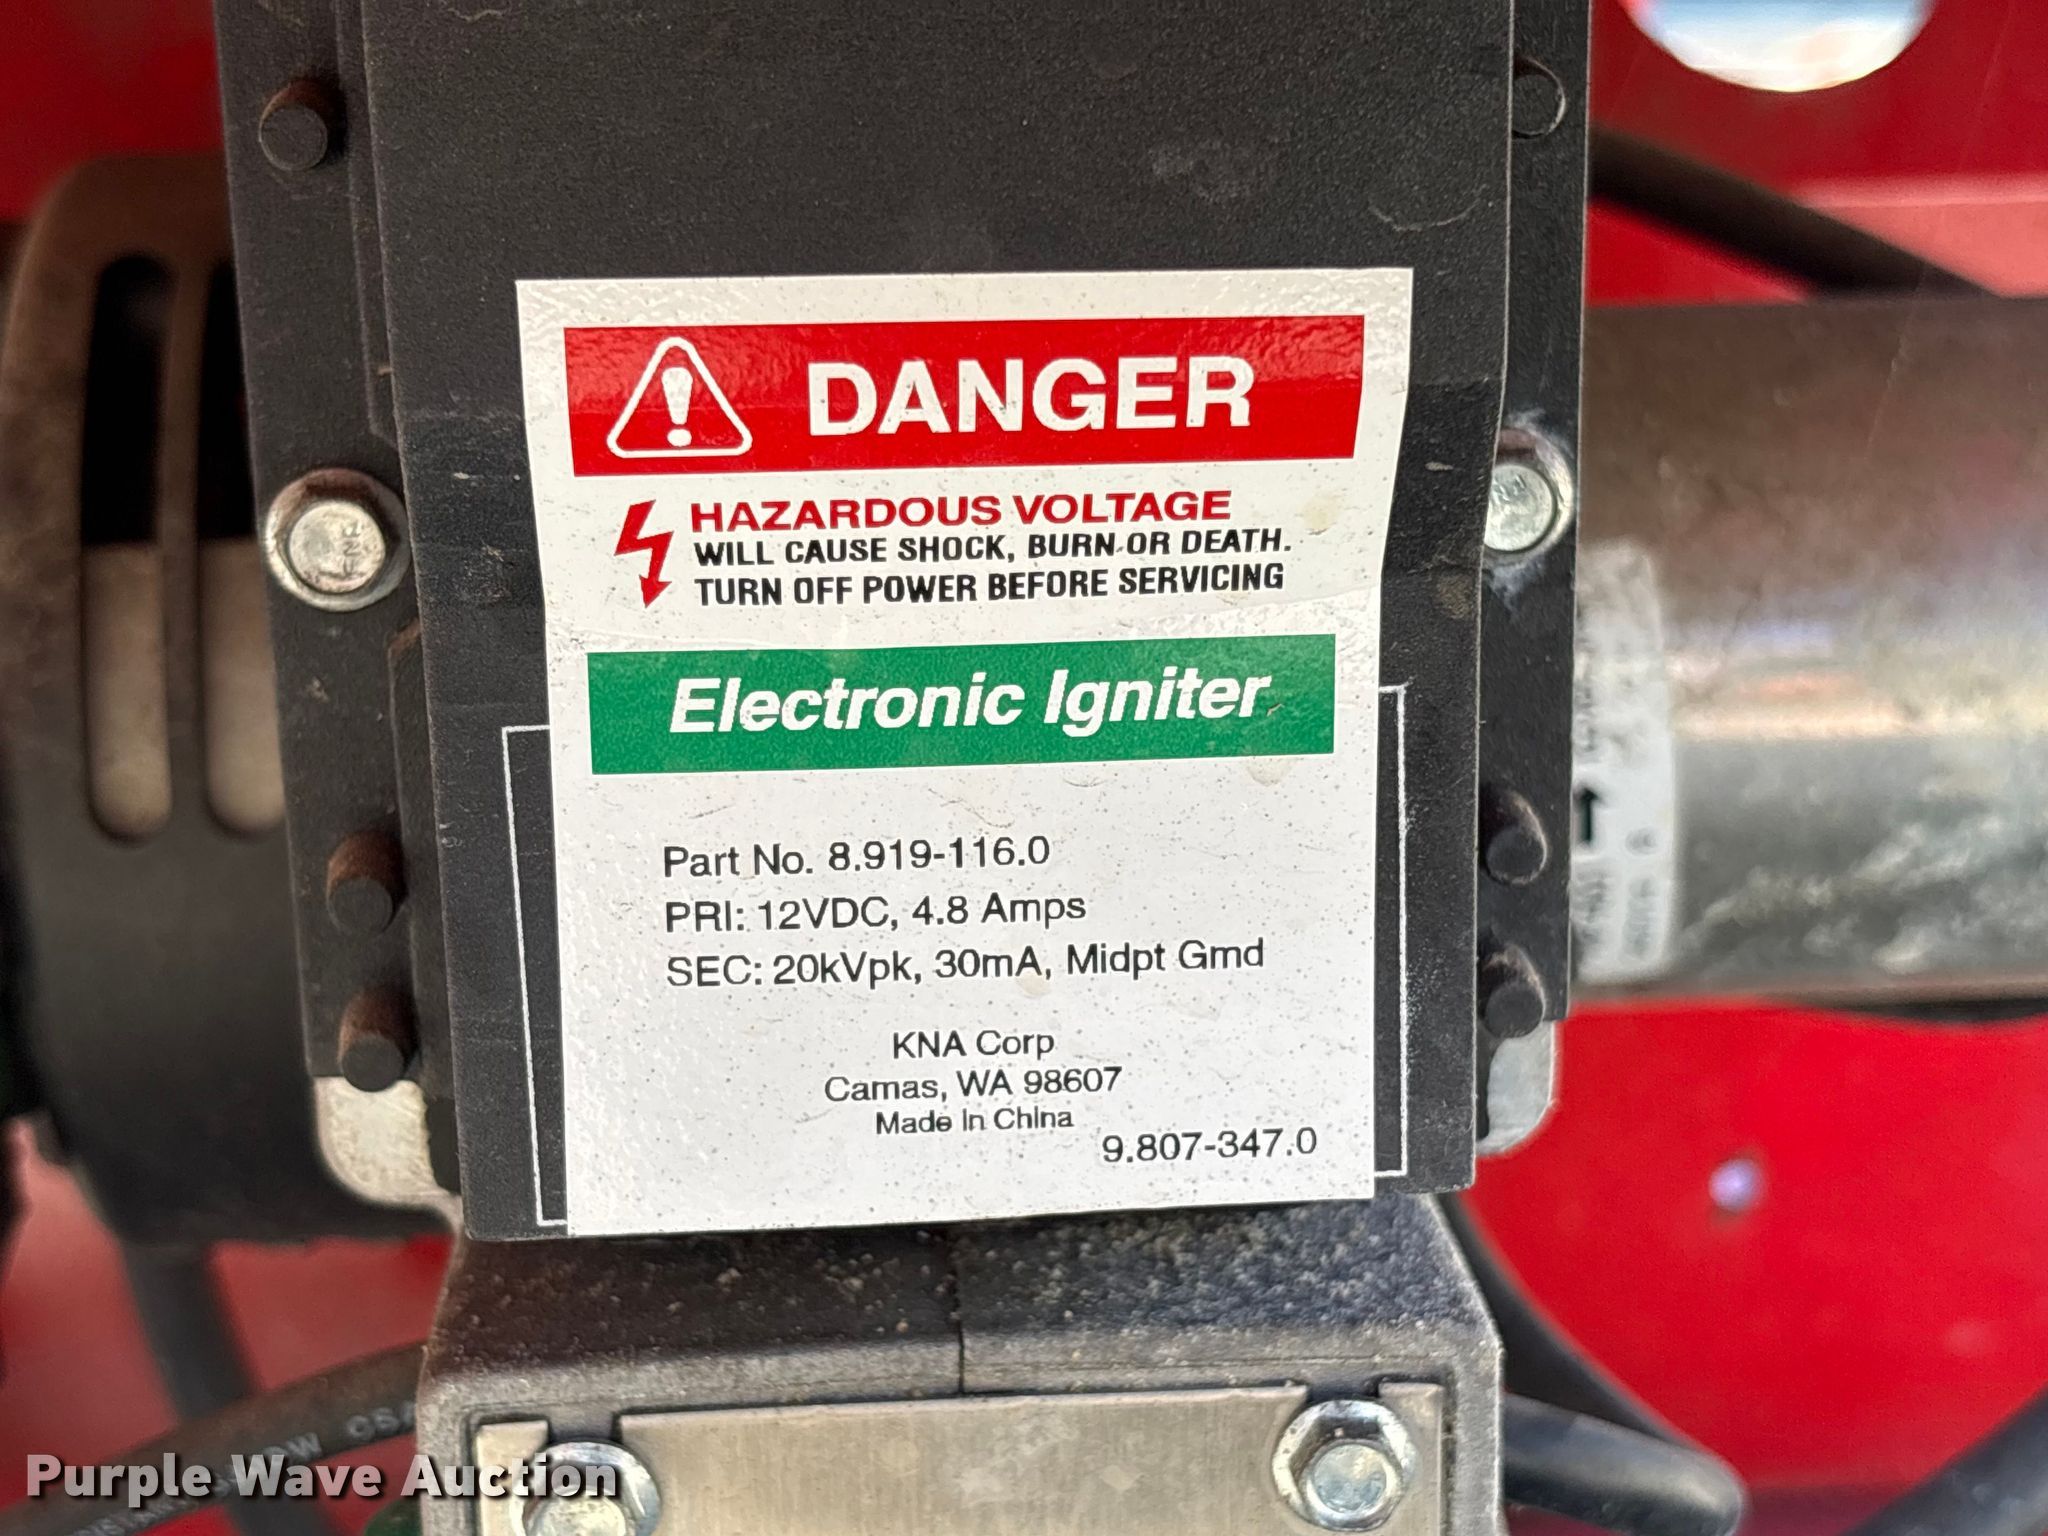 DANGER
HAZARDOUS VOLTAGE
WILL CAUSE SHOCK, BURN OR DEATH.
TURN OFF POWER BEFORE SERVICING
Electronic Igniter
Part No. 8.919-116.0
PRI: 12VDC, 4.8 Amps
SEC: 20kVpk, 30mA, Midpt Grnd
KNA Corp
Camas, WA 98607
Made In China
9.807-347.0
Purple Wave Auction